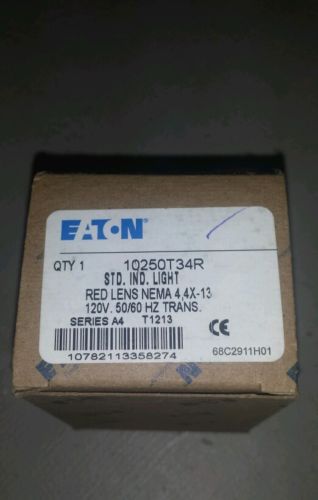 EATON
QTY 1 10250T34R
STD. IND. LIGHT
RED LENS NEMA 4,4X-13
120V. 50/60 HZ TRANS.
SERIES A4 T1213
10782113358274
68C2911H01
CE